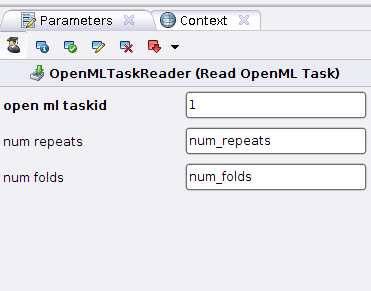 Parameters Context
OpenMLTaskReader (Read OpenML Task)
open ml taskid 1
num repeats num_repeats
num folds num_folds